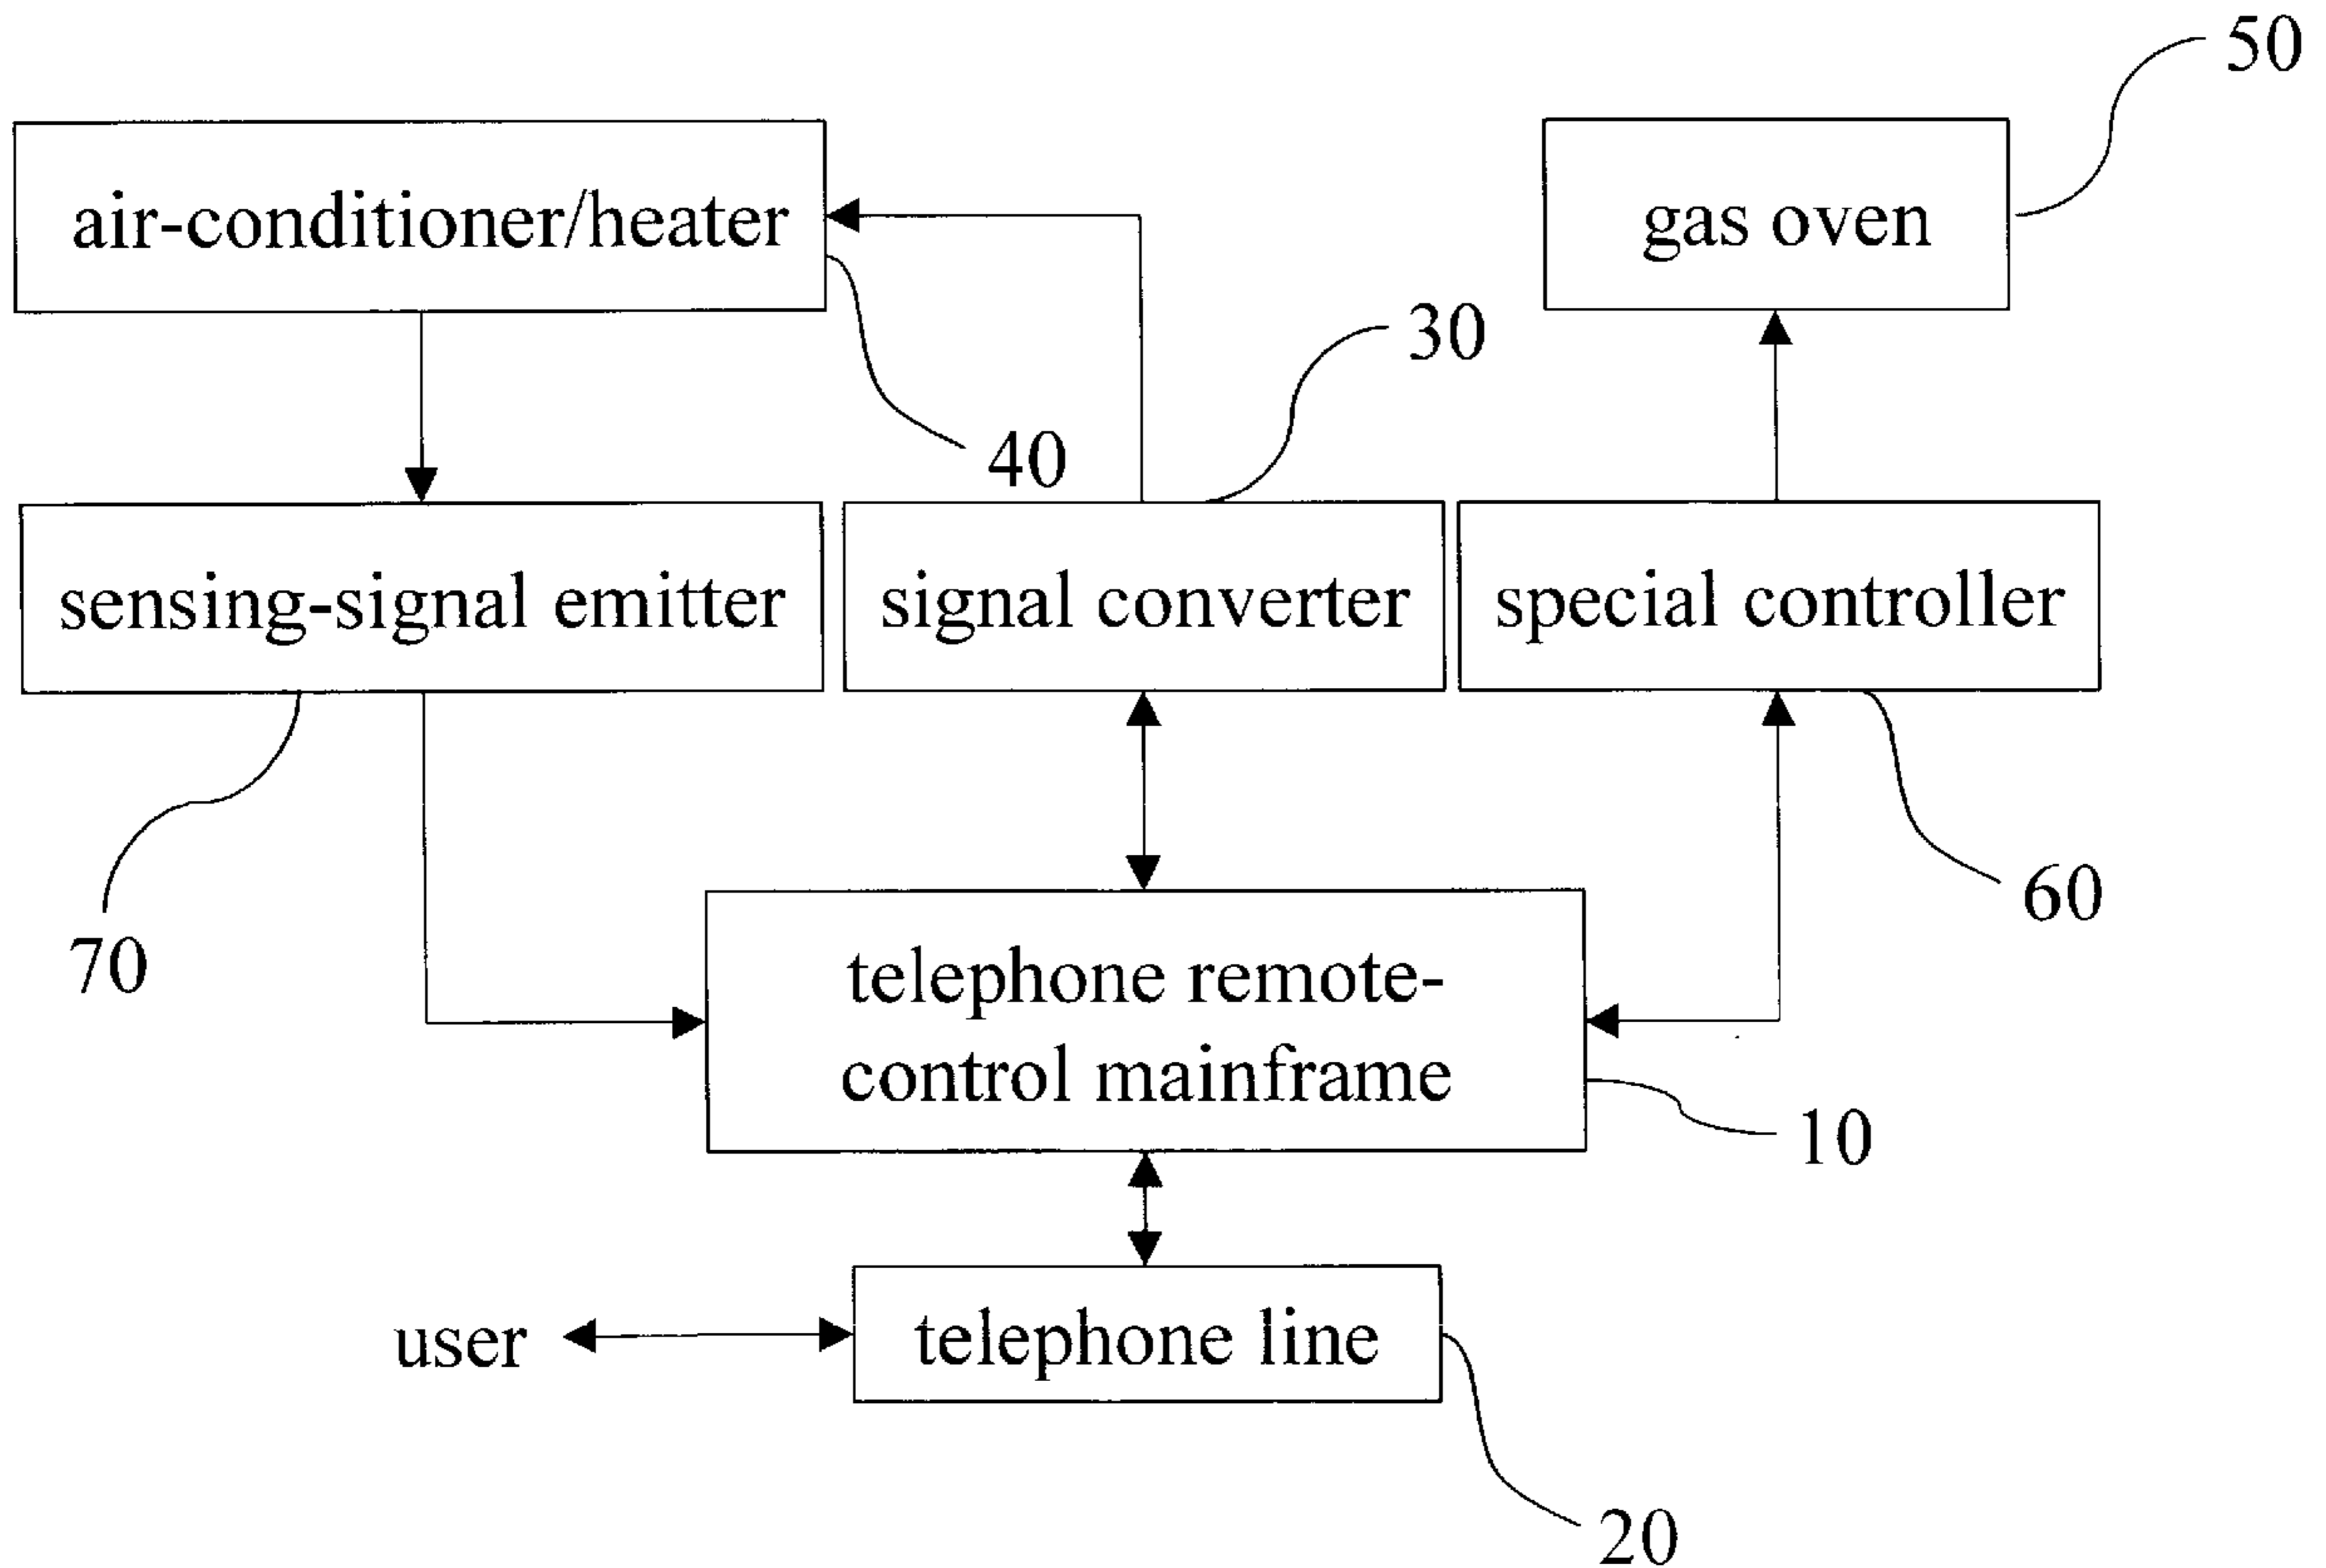 50
air-conditioner/heater
gas oven
30
40
sensing-signal emitter
signal converter
special controller
60
70
telephone remote-
control mainframe
10
user
telephone line
20